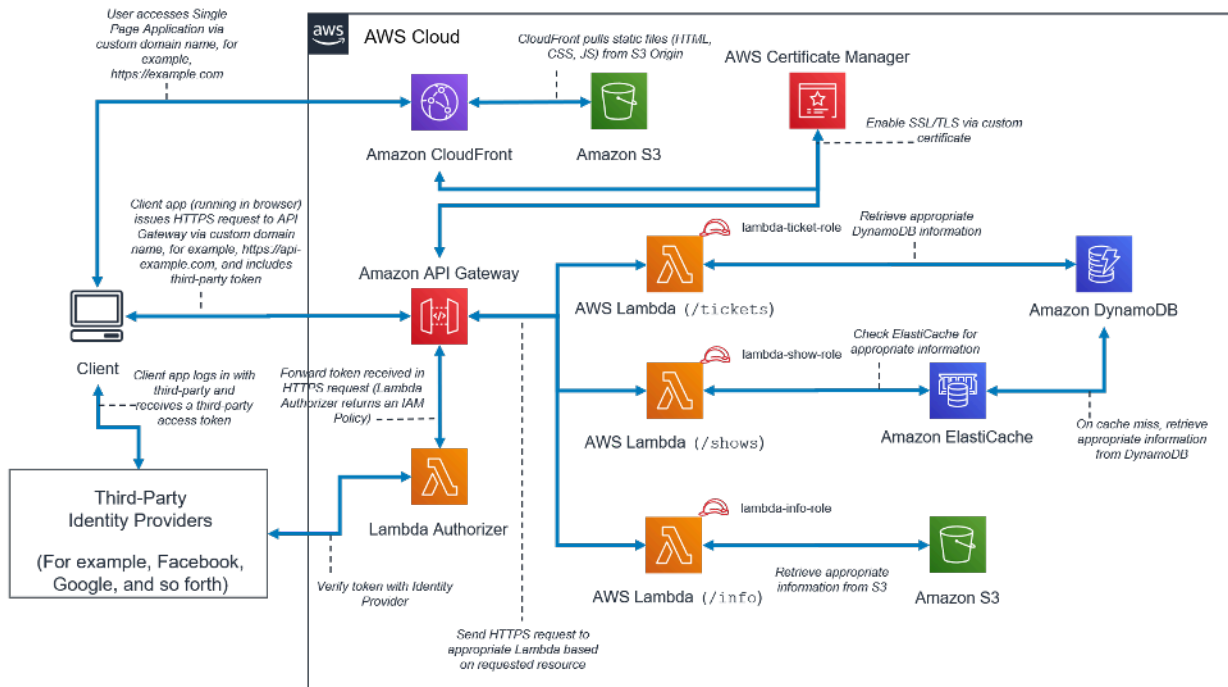 User accesses Single
Page Application via
custom domain name, for
example,
https://example.com
aws
AWS Cloud
CloudFront pulls static files (HTML,
CSS, JS) from S3 Origin
AWS Certificate Manager
Enable SSL/TLS via custom
certificate
Amazon CloudFront
Amazon S3
Client app (running in browser)
issues HTTPS request to API
Gateway via custom domain
name, for example, https://api-
example.com, and includes
third-party token
lambda-ticket-role
Retrieve appropriate
DynamoDB information
Amazon API Gateway
AWS Lambda (/tickets)
Amazon DynamoDB
Client
Client app logs in with
third-party and
receives a third-party
access token
Forward token received in
HTTPS request (Lambda
Authorizer returns an IAM
Policy)
lambda-show-role
Check ElastiCache for
appropriate information
AWS Lambda (/shows)
Amazon ElastiCache
On cache miss, retrieve
appropriate information
from DynamoDB
Third-Party
Identity Providers
(For example, Facebook,
Google, and so forth)
Lambda Authorizer
Verify token with Identity
Provider
lambda-info-role
AWS Lambda (/info)
Retrieve appropriate
information from S3
Amazon S3
Send HTTPS request to
appropriate Lambda based
on requested resource